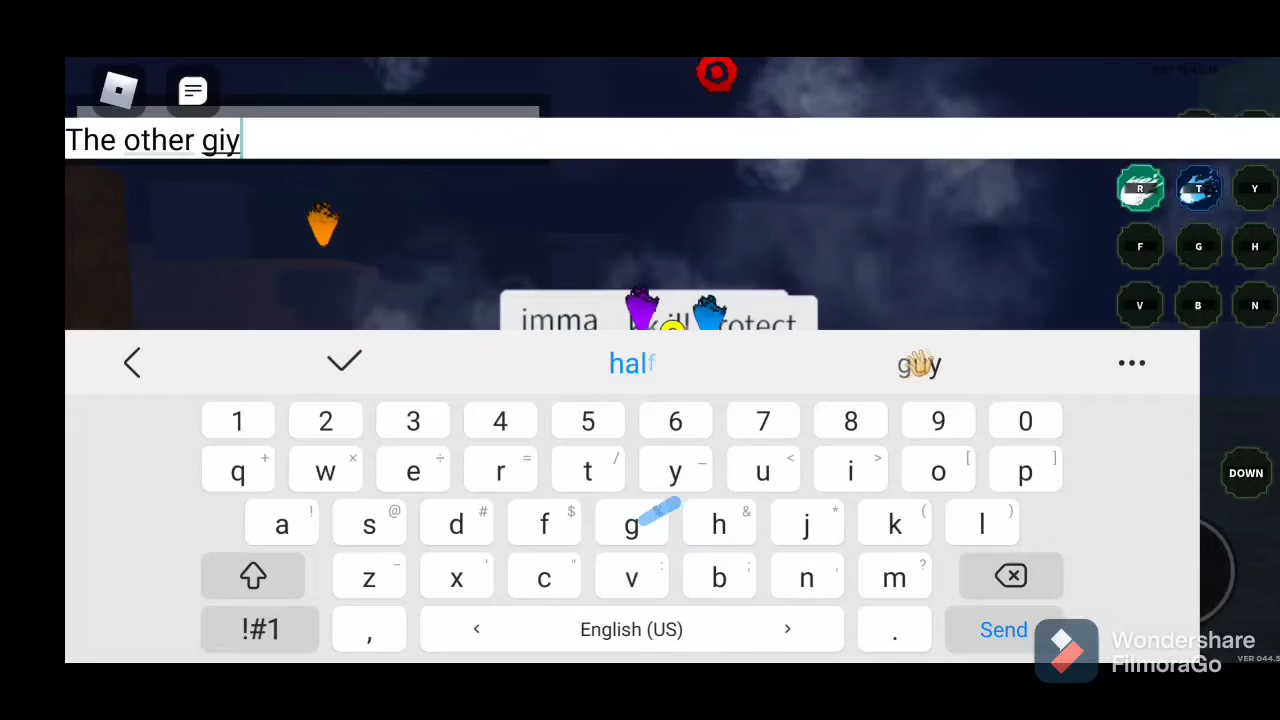 The other giy
R T Y
F G H
imma
V B N
half guy
1 2 3 4 5 6 7 8 9 0
q + w × e ÷ r = t / y _ u < i > o [ p ]
DOWN
a ! s @ d # f $ g % h & j * k ( l )
z - x ' c " v : b ; n , m ?
!#1 , < English (US) > . Send
Wondershare
FilmoraGo